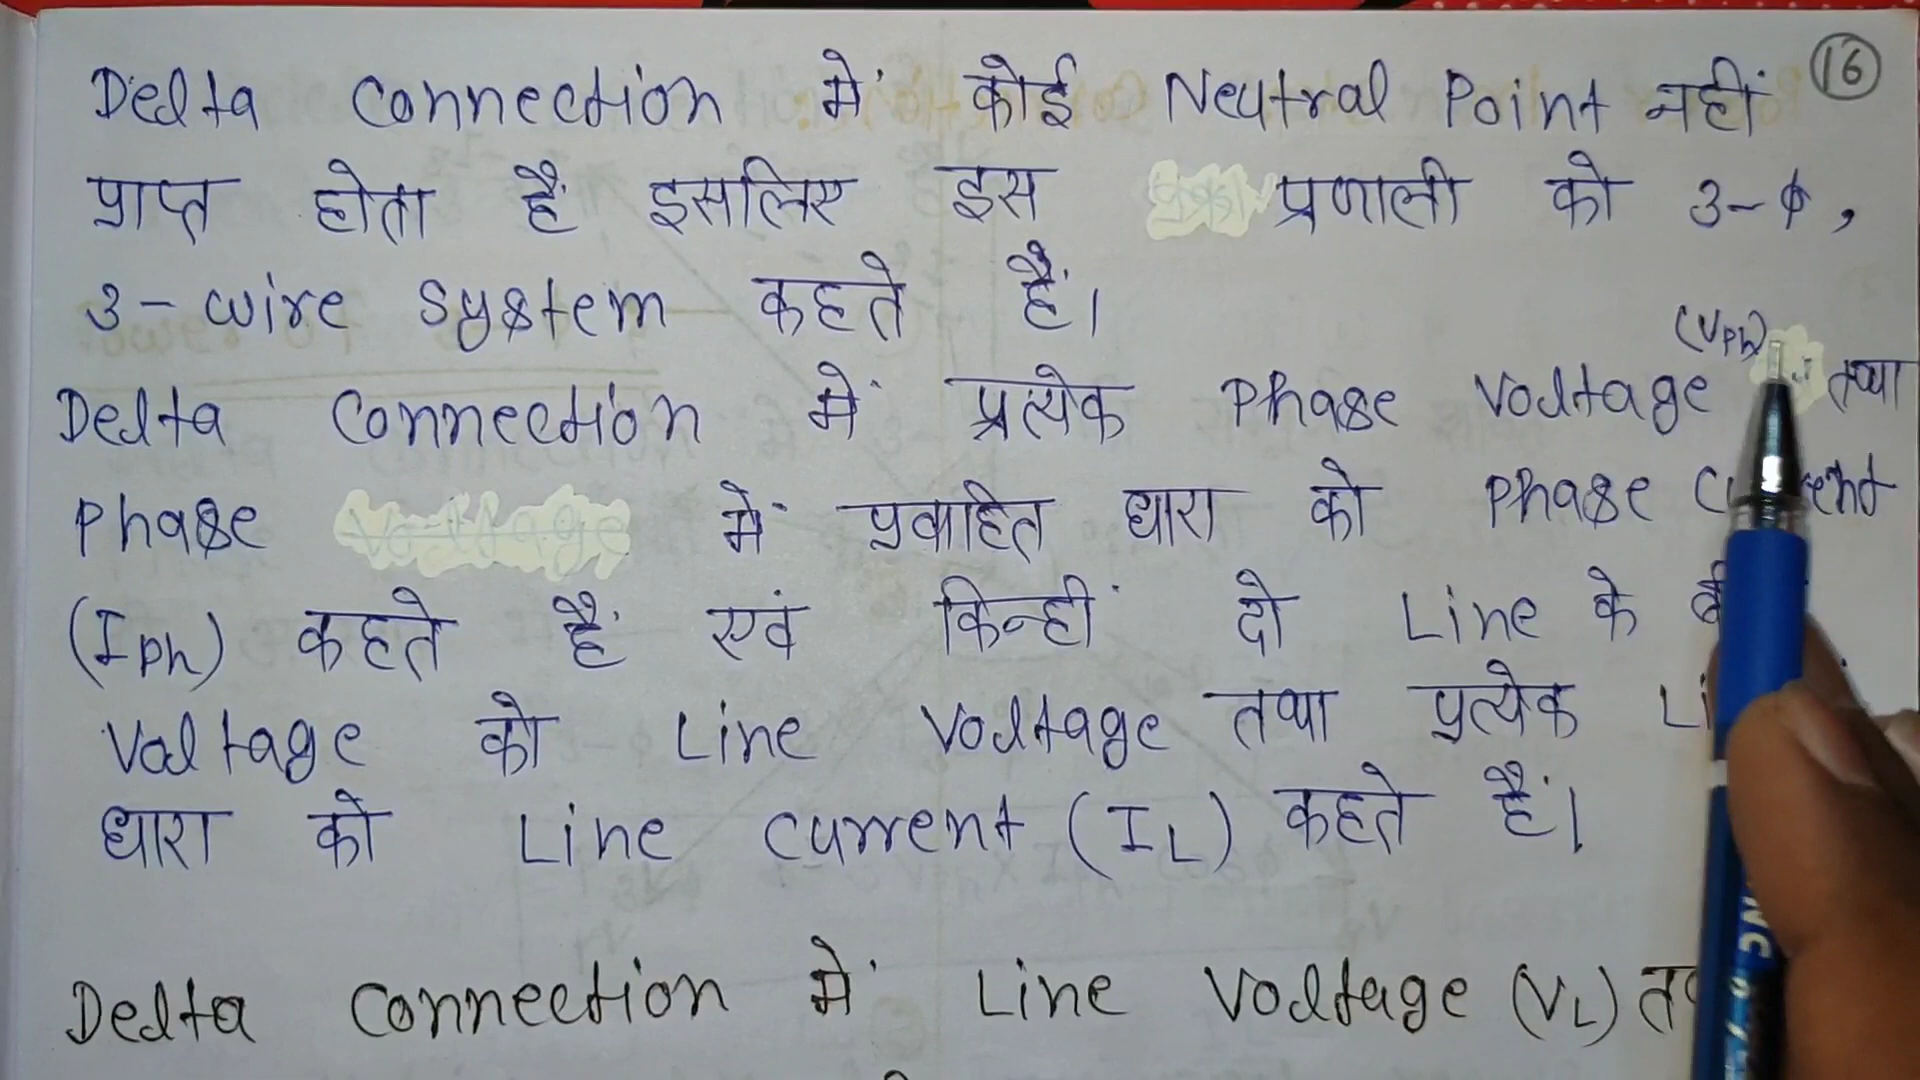 16
Delta Connection में कोई Neutral Point नहीं
प्राप्त होता हैं इसलिए इस प्रणाली को 3-φ,
3-wire System कहते हैं।
(Vph)
Delta Connection में प्रत्येक Phase Voltage तथा
Phase में प्रवाहित धारा को Phase
(Iph) कहते हैं एवं किन्हीं दो Line के
Voltage को Line Voltage तथा प्रत्येक
धारा को Line Current (IL) कहते हैं।
Delta Connection में Line Voltage (VL)